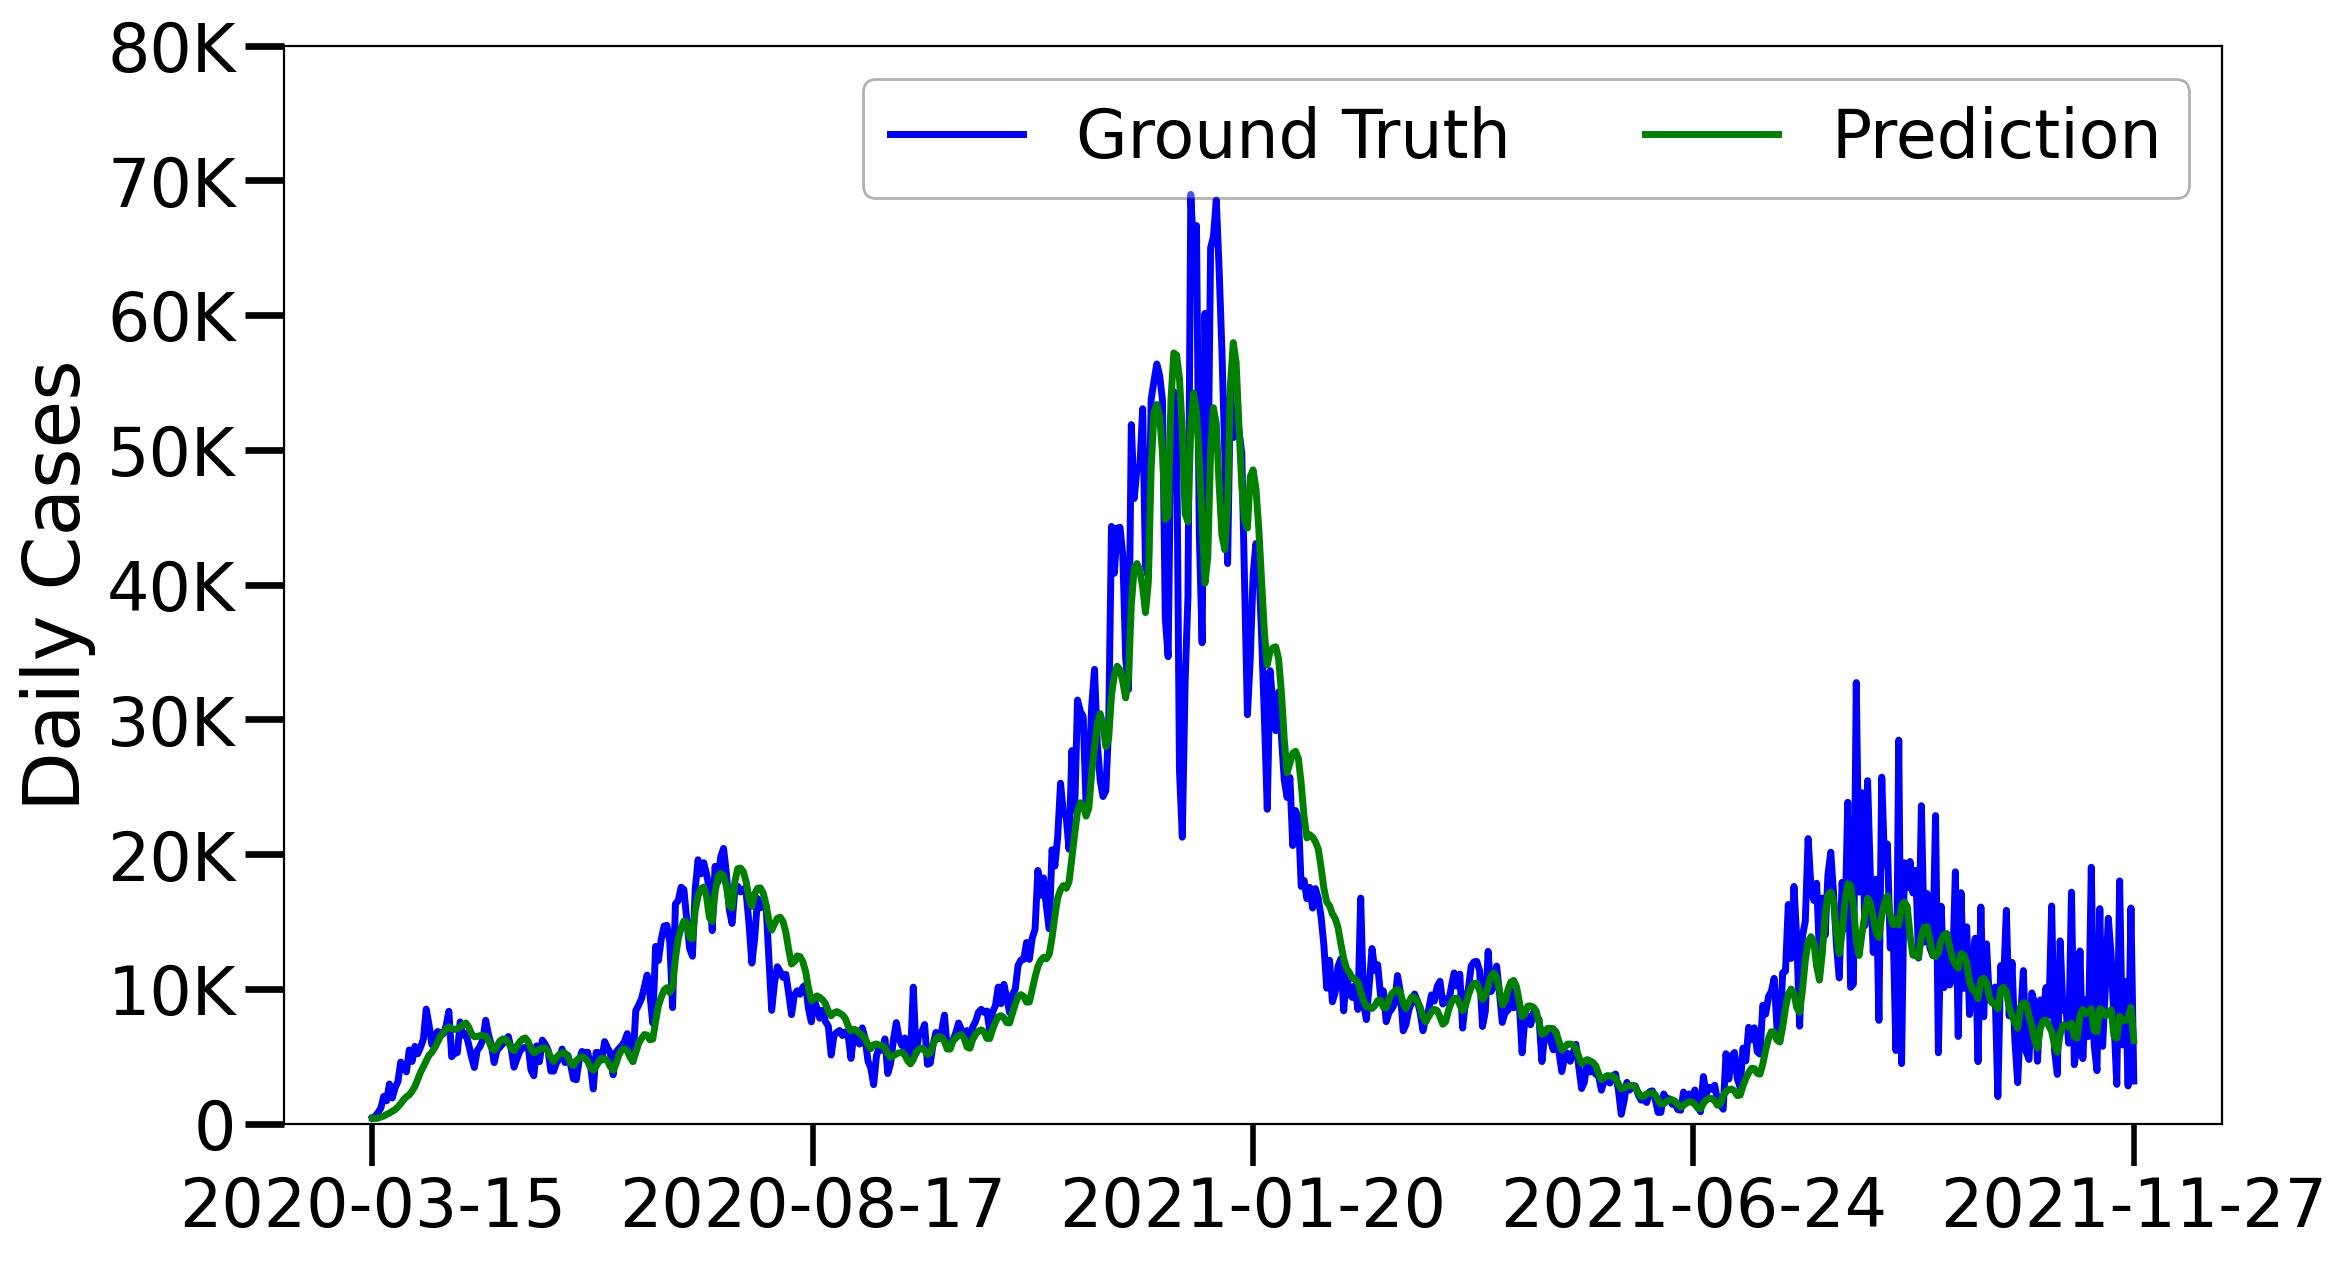 80K
70K
60K
50K
40K
30K
20K
10K
0
Daily Cases
Ground Truth
Prediction
2020-03-15
2020-08-17
2021-01-20
2021-06-24
2021-11-27